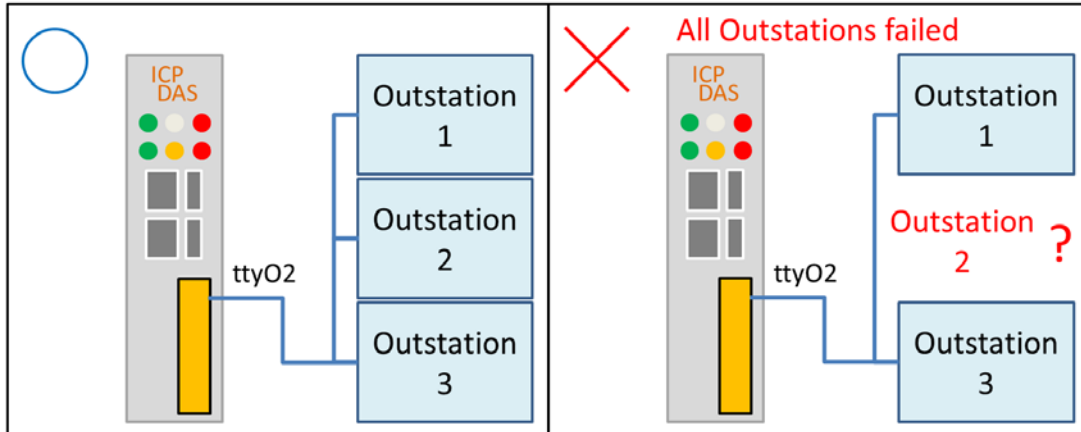 ICP
DAS
Outstation
1
Outstation
2
ttyO2
Outstation
3
All Outstations failed
ICP
DAS
Outstation
1
Outstation
2
?
ttyO2
Outstation
3